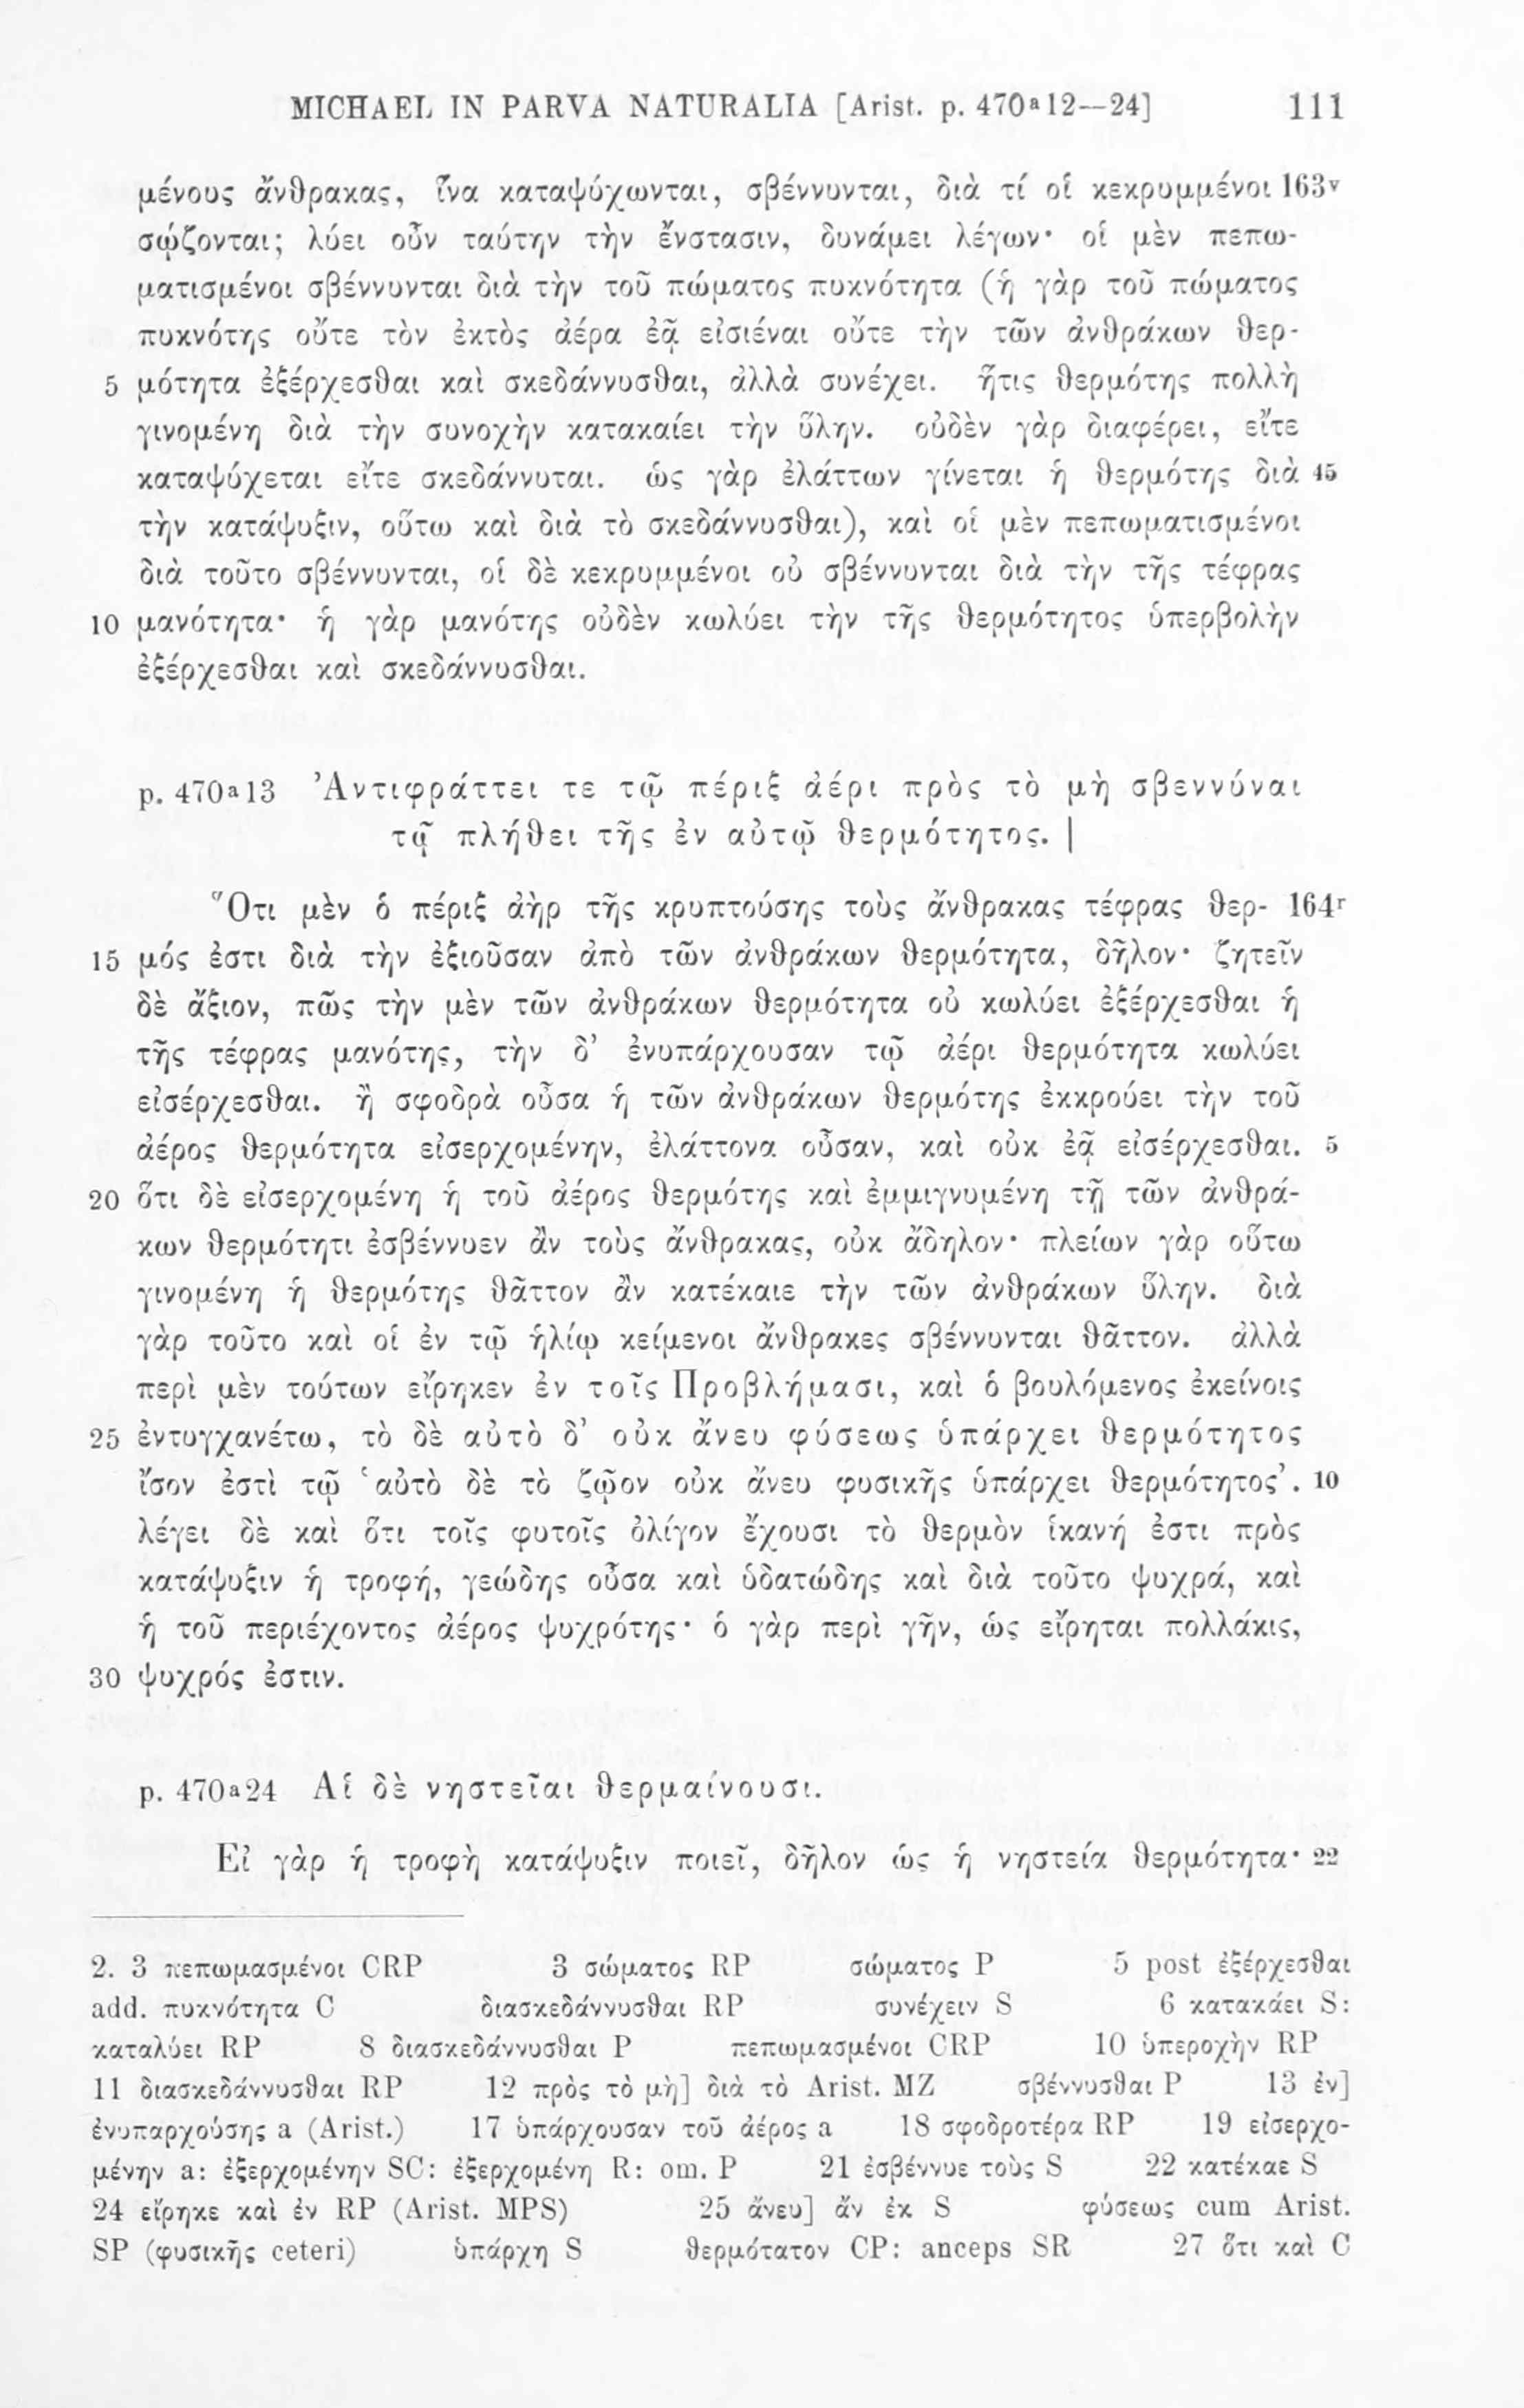 MICHAEL IN PARVA NATURALIA [Arist. p. 470ᵃ12—24] 111
μένους ἄνθρακας, ἵνα καταψύχωνται, σβέννυνται, διὰ τί οἱ κεκρυμμένοι 163ᵛ
σῴζονται; λύει οὖν ταύτην τὴν ἔνστασιν, δυνάμει λέγων· οἱ μὲν πεπω-
ματισμένοι σβέννυνται διὰ τὴν τοῦ πώματος πυκνότητα (ἡ γὰρ τοῦ πώματος
πυκνότης οὔτε τὸν ἐκτὸς ἀέρα ἐᾷ εἰσιέναι οὔτε τὴν τῶν ἀνθράκων θερ-
5 μότητα ἐξέρχεσθαι καὶ σκεδάννυσθαι, ἀλλὰ συνέχει. ἥτις θερμότης πολλὴ
γινομένη διὰ τὴν συνοχὴν κατακαίει τὴν ὕλην. οὐδὲν γὰρ διαφέρει, εἴτε
καταψύχεται εἴτε σκεδάννυται. ὡς γὰρ ἐλάττων γίνεται ἡ θερμότης διὰ 45
τὴν κατάψυξιν, οὕτω καὶ διὰ τὸ σκεδάννυσθαι), καὶ οἱ μὲν πεπωματισμένοι
διὰ τοῦτο σβέννυνται, οἱ δὲ κεκρυμμένοι οὐ σβέννυνται διὰ τὴν τῆς τέφρας
10 μανότητα· ἡ γὰρ μανότης οὐδὲν κωλύει τὴν τῆς θερμότητος ὑπερβολὴν
ἐξέρχεσθαι καὶ σκεδάννυσθαι.
p. 470ᵃ13 Ἀντιφράττει τε τῷ πέριξ ἀέρι πρὸς τὸ μὴ σβεννύναι
τῷ πλήθει τῆς ἐν αὐτῷ θερμότητος. |
Ὅτι μὲν ὁ πέριξ ἀὴρ τῆς κρυπτούσης τοὺς ἄνθρακας τέφρας θερ- 164ʳ
15 μός ἐστι διὰ τὴν ἐξιοῦσαν ἀπὸ τῶν ἀνθράκων θερμότητα, δῆλον· ζητεῖν
δὲ ἄξιον, πῶς τὴν μὲν τῶν ἀνθράκων θερμότητα οὐ κωλύει ἐξέρχεσθαι ἡ
τῆς τέφρας μανότης, τὴν δ’ ἐνυπάρχουσαν τῷ ἀέρι θερμότητα κωλύει
εἰσέρχεσθαι. ἢ σφοδρὰ οὖσα ἡ τῶν ἀνθράκων θερμότης ἐκκρούει τὴν τοῦ
ἀέρος θερμότητα εἰσερχομένην, ἐλάττονα οὖσαν, καὶ οὐκ ἐᾷ εἰσέρχεσθαι. 5
20 ὅτι δὲ εἰσερχομένη ἡ τοῦ ἀέρος θερμότης καὶ ἐμμιγνυμένη τῇ τῶν ἀνθρά-
κων θερμότητι ἐσβέννυεν ἂν τοὺς ἄνθρακας, οὐκ ἄδηλον· πλείων γὰρ οὕτω
γινομένη ἡ θερμότης θᾶττον ἂν κατέκαιε τὴν τῶν ἀνθράκων ὕλην. διὰ
γὰρ τοῦτο καὶ οἱ ἐν τῷ ἡλίῳ κείμενοι ἄνθρακες σβέννυνται θᾶττον. ἀλλὰ
περὶ μὲν τούτων εἴρηκεν ἐν τοῖς Προβλήμασι, καὶ ὁ βουλόμενος ἐκείνοις
25 ἐντυγχανέτω, τὸ δὲ αὐτὸ δ’ οὐκ ἄνευ φύσεως ὑπάρχει θερμότητος
ἴσον ἐστὶ τῷ ‘αὐτὸ δὲ τὸ ζῷον οὐκ ἄνευ φυσικῆς ὑπάρχει θερμότητος’. 10
λέγει δὲ καὶ ὅτι τοῖς φυτοῖς ὀλίγον ἔχουσι τὸ θερμὸν ἱκανή ἐστι πρὸς
κατάψυξιν ἡ τροφή, γεώδης οὖσα καὶ ὑδατώδης καὶ διὰ τοῦτο ψυχρά, καὶ
ἡ τοῦ περιέχοντος ἀέρος ψυχρότης· ὁ γὰρ περὶ γῆν, ὡς εἴρηται πολλάκις,
30 ψυχρός ἐστιν.
p. 470ᵃ24 Αἱ δὲ νηστεῖαι θερμαίνουσι.
Εἰ γὰρ ἡ τροφὴ κατάψυξιν ποιεῖ, δῆλον ὡς ἡ νηστεία θερμότητα· 22
2. 3 πεπωμασμένοι CRP 3 σώματος RP σώματος P 5 post ἐξέρχεσθαι
add. πυκνότητα C διασκεδάννυσθαι RP συνέχειν S 6 κατακάει S:
καταλύει RP 8 διασκεδάννυσθαι P πεπωμασμένοι CRP 10 ὑπεροχὴν RP
11 διασκεδάννυσθαι RP 12 πρὸς τὸ μὴ] διὰ τὸ Arist. MZ σβέννυσθαι P 13 ἐν]
ἐνυπαρχούσης a (Arist.) 17 ὑπάρχουσαν τοῦ ἀέρος a 18 σφοδροτέρα RP 19 εἰσερχο-
μένην a: ἐξερχομένην SC: ἐξερχομένη R: om. P 21 ἐσβέννυε τοὺς S 22 κατέκαε S
24 εἴρηκε καὶ ἐν RP (Arist. MPS) 25 ἄνευ] ἄν ἐκ S φύσεως cum Arist.
SP (φυσικῆς ceteri) ὑπάρχη S θερμότατον CP: anceps SR 27 ὅτι καὶ C